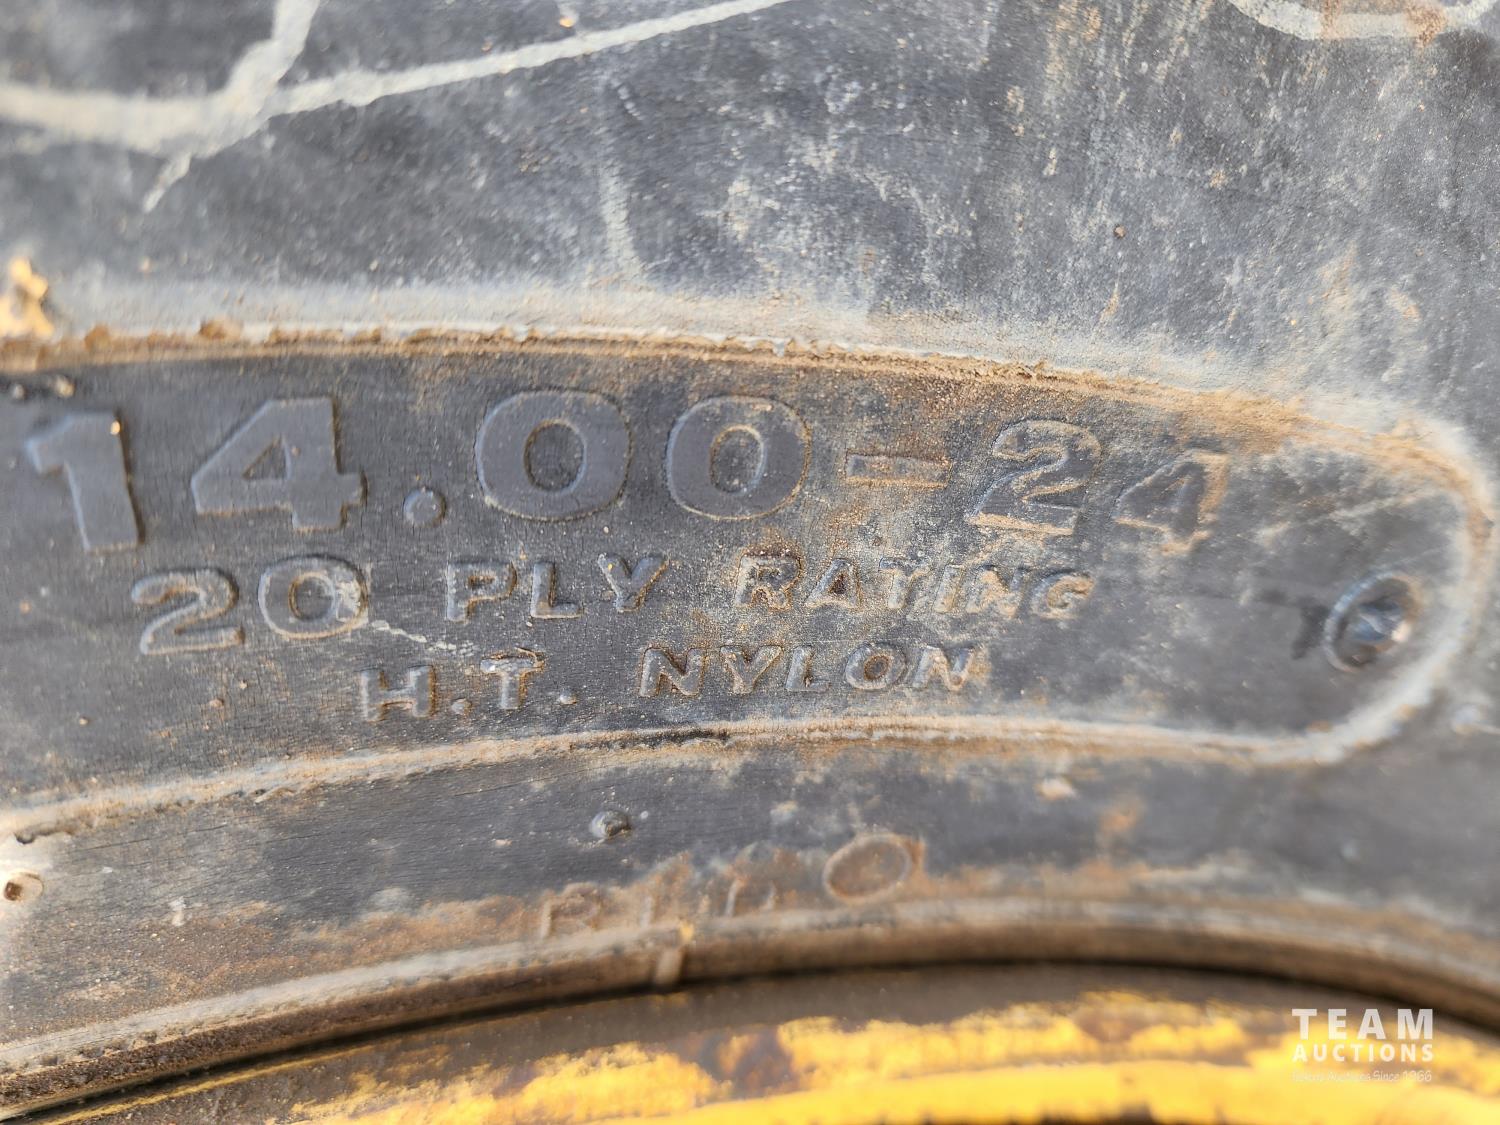 14.00-24
20 PLY RATING
H.T. NYLON
TEAM
AUCTIONS